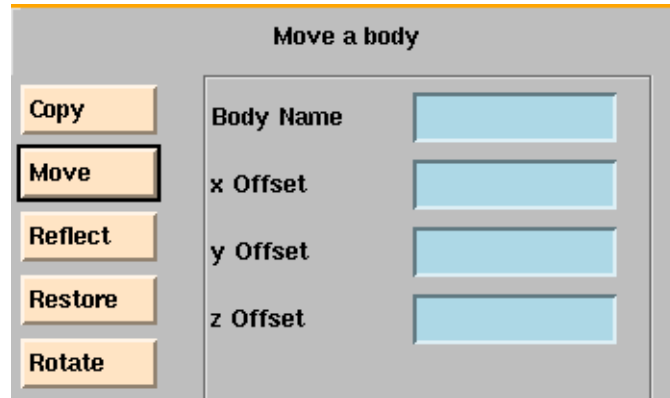 Move a body
Copy
Move
Reflect
Restore
Rotate
Body Name
x Offset
y Offset
z Offset